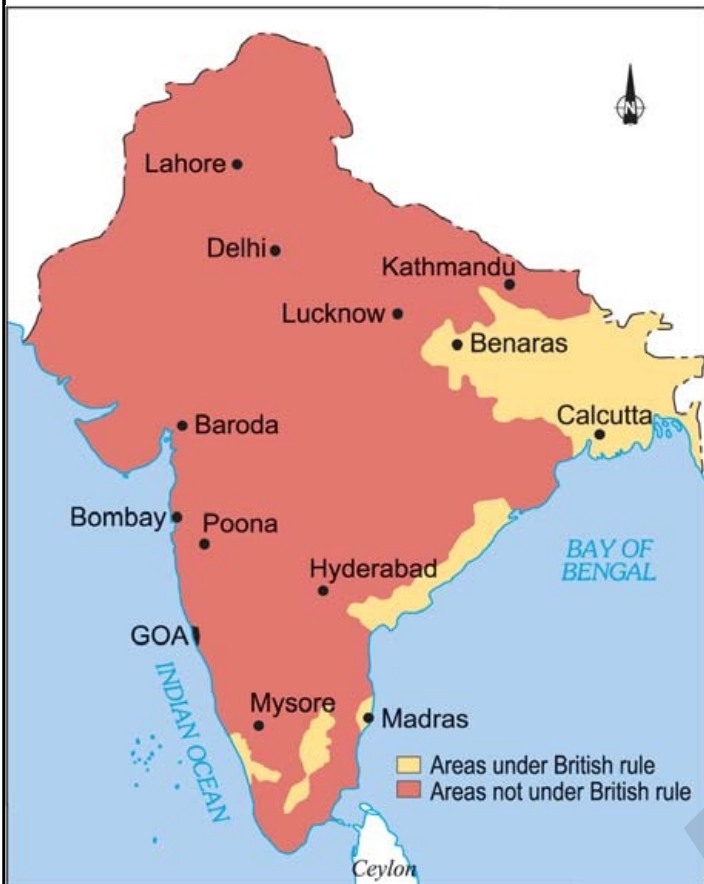 N
Lahore
Delhi
Kathmandu
Lucknow
Benaras
Calcutta
Baroda
Bombay
Poona
BAY OF
BENGAL
Hyderabad
GOA
INDIAN OCEAN
Mysore
Madras
Areas under British rule
Areas not under British rule
Ceylon